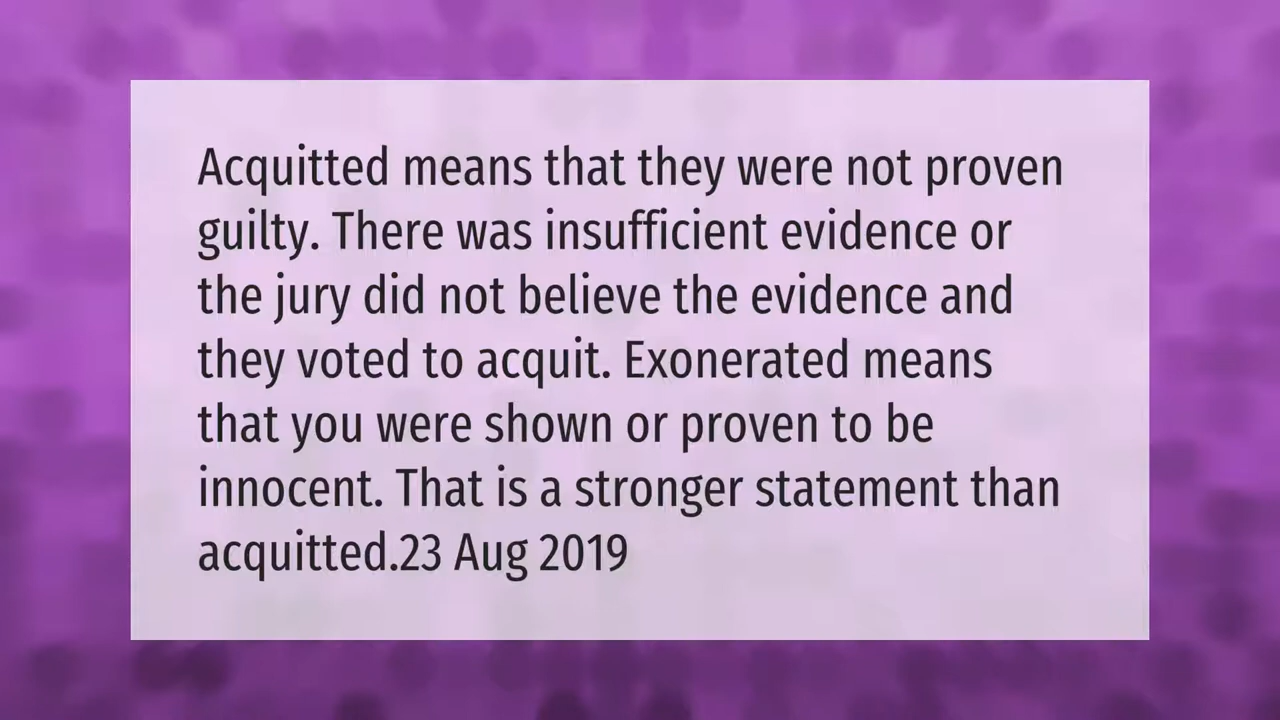 Acquitted means that they were not proven
guilty. There was insufficient evidence or
the jury did not believe the evidence and
they voted to acquit. Exonerated means
that you were shown or proven to be
innocent. That is a stronger statement than
acquitted.23 Aug 2019